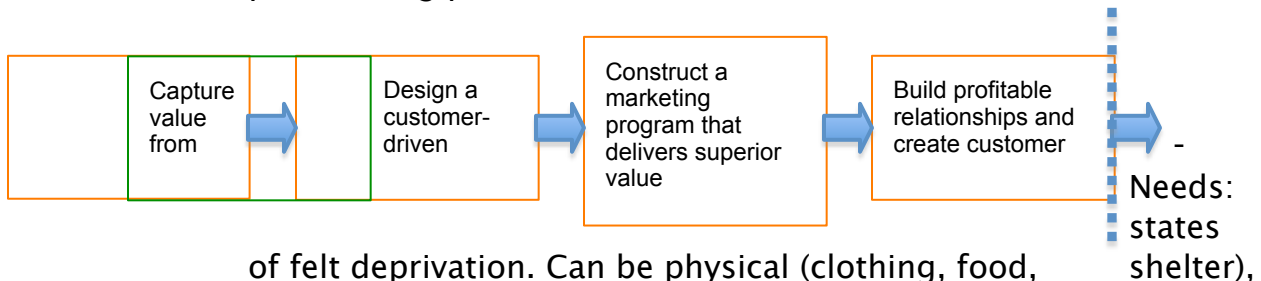 Capture
value
from
Design a
customer-
driven
Construct a
marketing
program that
delivers superior
value
Build profitable
relationships and
create customer
-
Needs:
states
of felt deprivation. Can be physical (clothing, food, shelter),